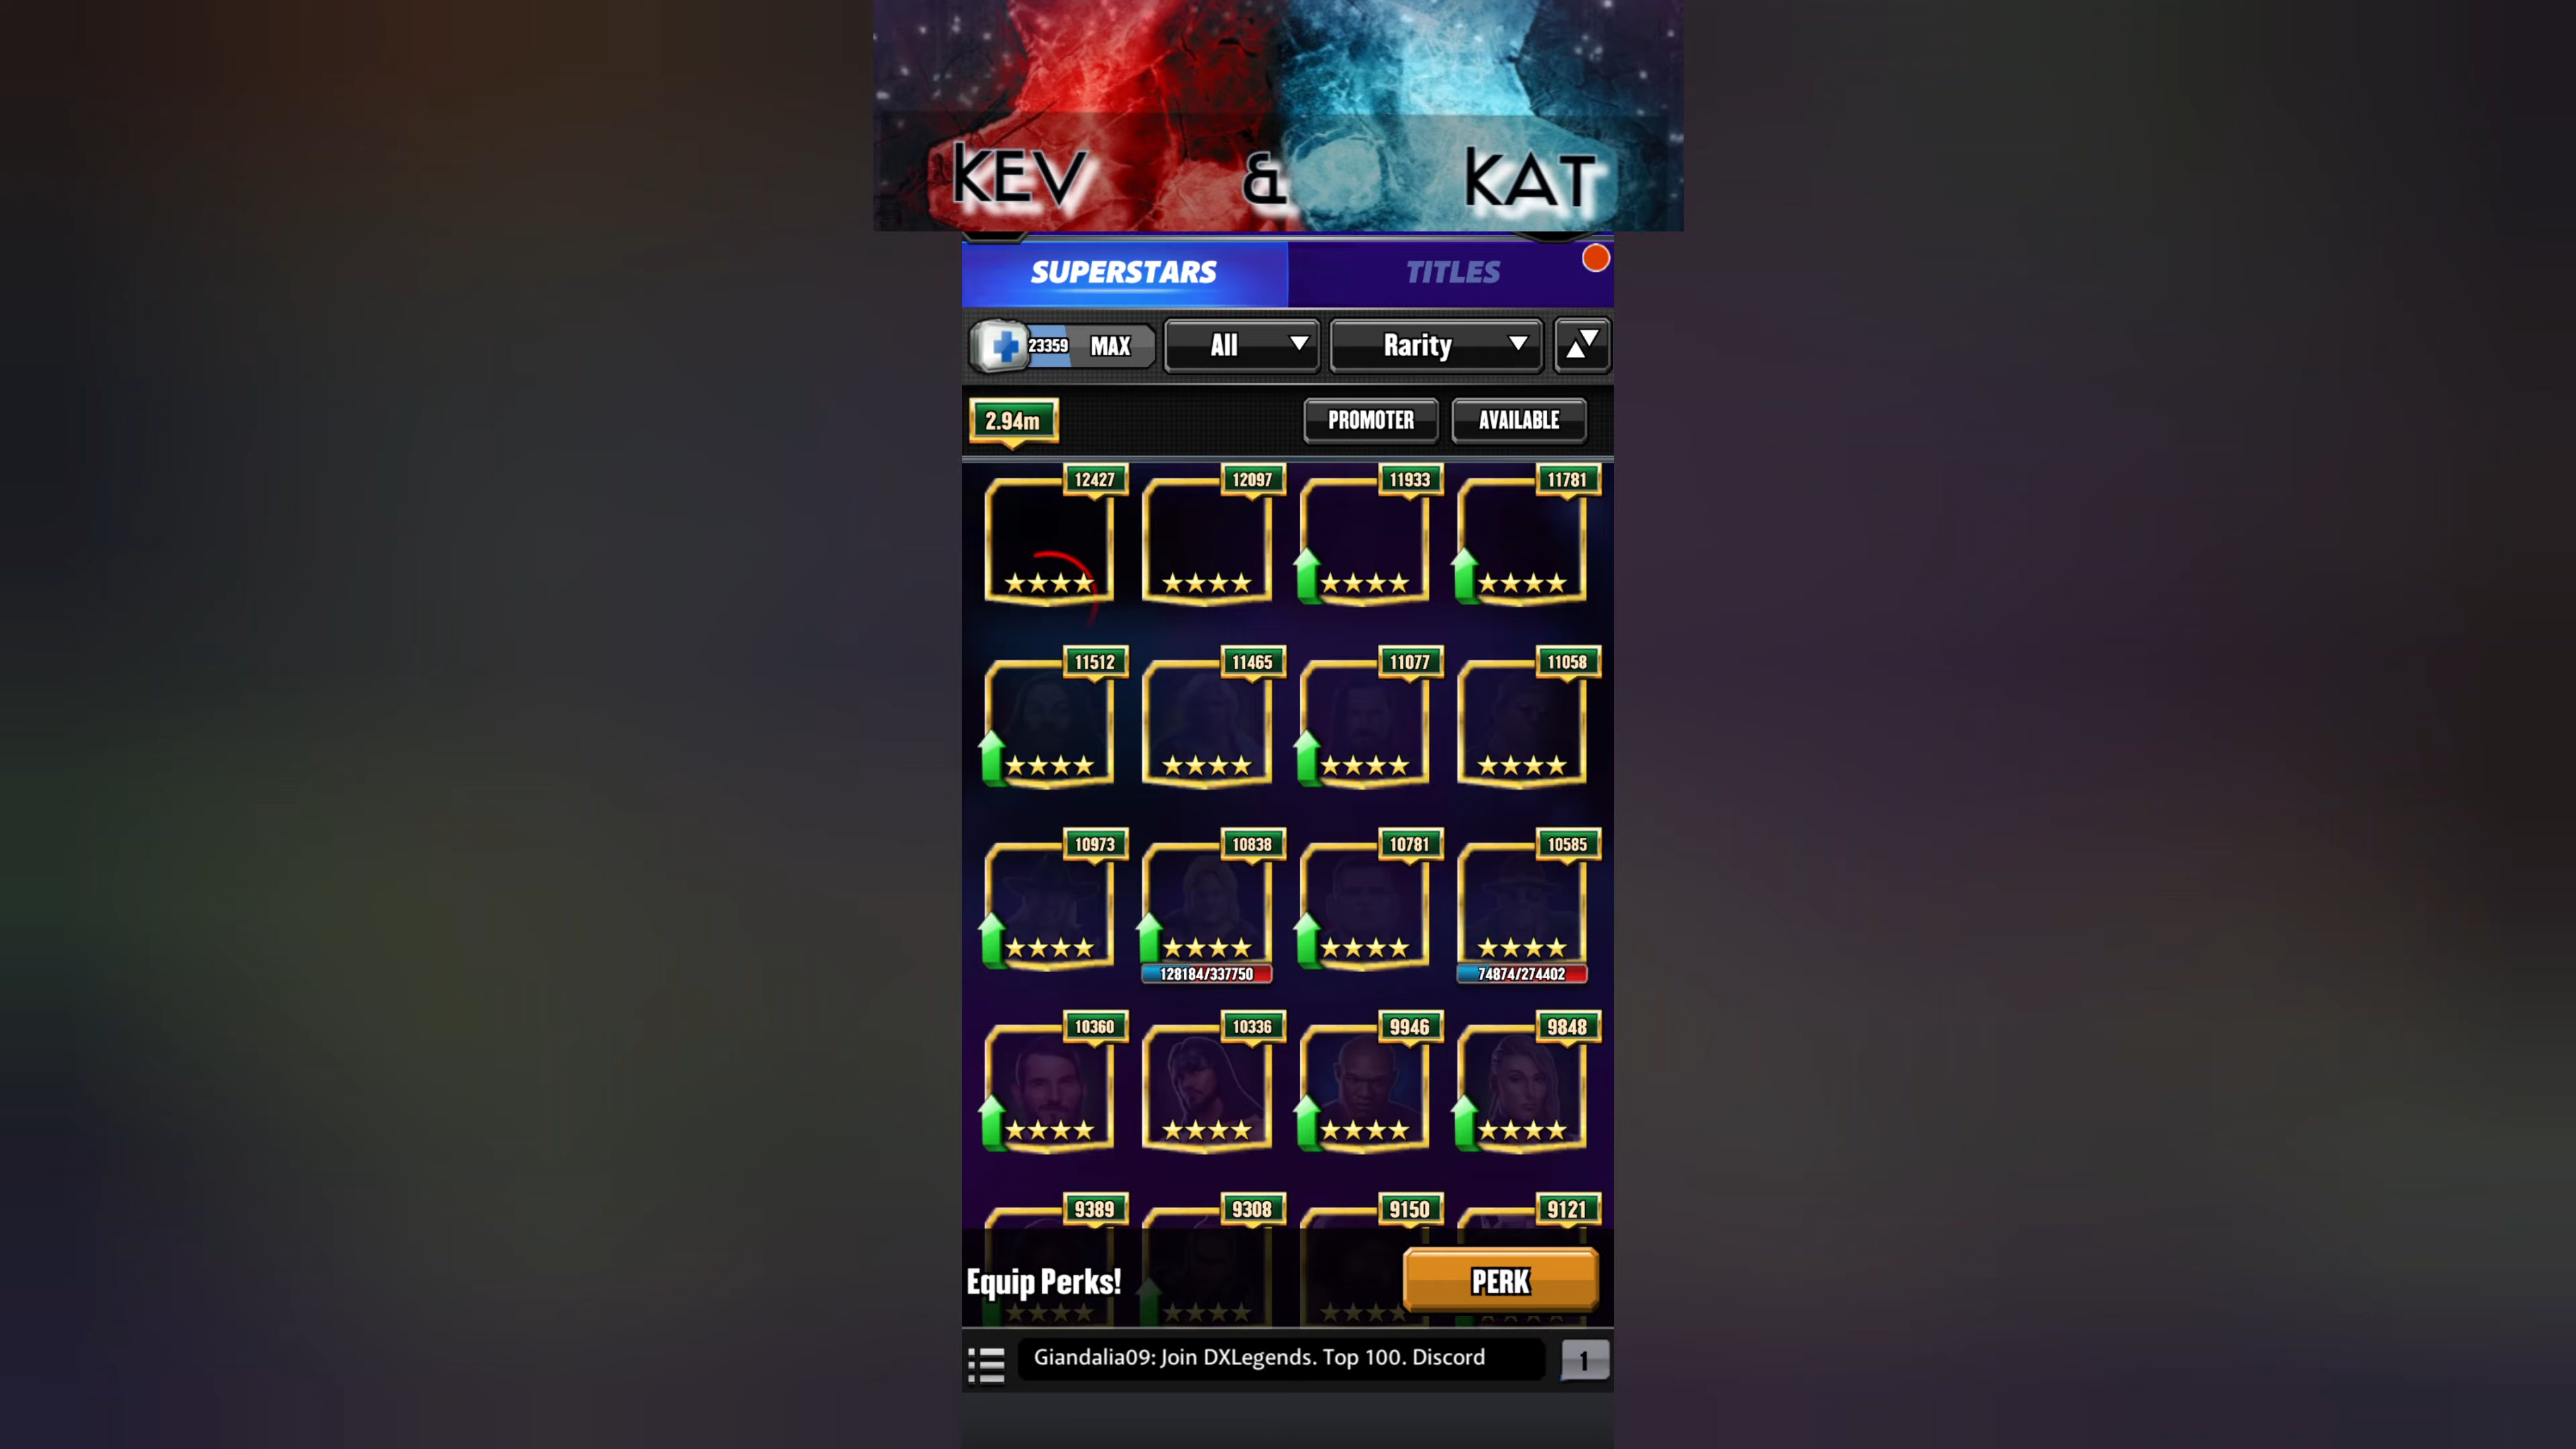 KEV & KAT
SUPERSTARS TITLES
23359 MAX All Rarity
2.94m PROMOTER AVAILABLE
12427 12097 11933 11781
11512 11465 11077 11058
10973 10838 10781 10585
128184/337750 74874/274402
10360 10336 9946 9848
9389 9308 9150 9121
Equip Perks! PERK
Giandalia09: Join DXLegends. Top 100. Discord 1